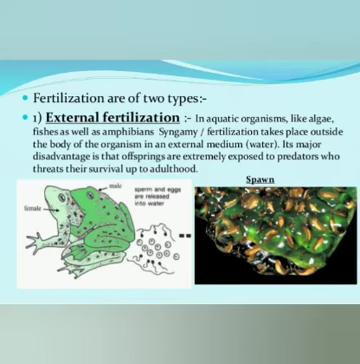 Fertilization are of two types:-
1) External fertilization :- In aquatic organisms, like algae,
fishes as well as amphibians Syngamy / fertilization takes place outside
the body of the organism in an external medium (water). Its major
disadvantage is that offsprings are extremely exposed to predators who
threats their survival up to adulthood.
Spawn
male
female
sperm and eggs
are released
into water